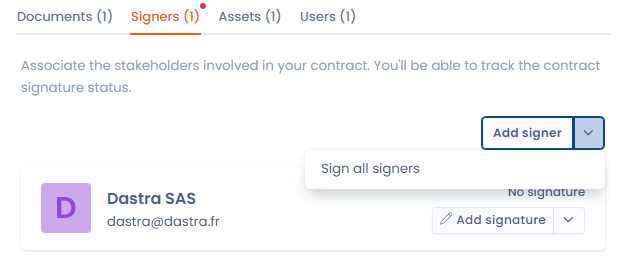 Documents (1) Signers (1) Assets (1) Users (1)
Associate the stakeholders involved in your contract. You'll be able to track the contract
signature status.
Add signer
Sign all signers
No signature
D
Dastra SAS
dastra@dastra.fr
Add signature